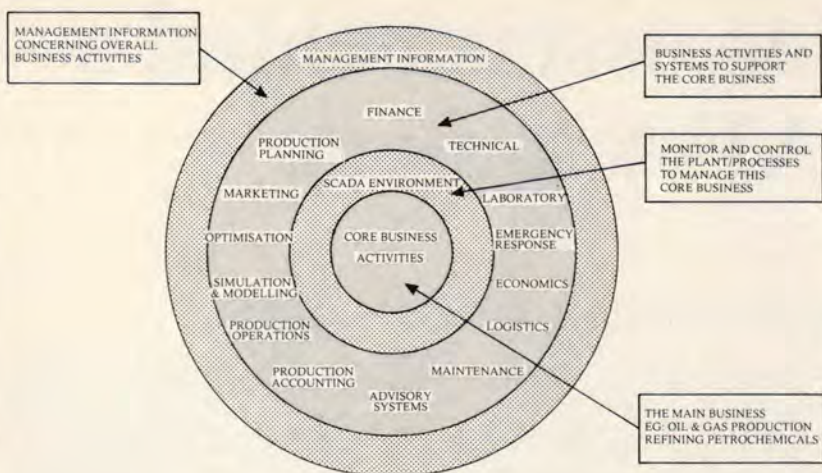 MANAGEMENT INFORMATION
CONCERNING OVERALL
BUSINESS ACTIVITIES
MANAGEMENT INFORMATION
BUSINESS ACTIVITIES AND
SYSTEMS TO SUPPORT
THE CORE BUSINESS
FINANCE
PRODUCTION
PLANNING
TECHNICAL
MONITOR AND CONTROL
THE PLANT/PROCESSES
TO MANAGE THIS
CORE BUSINESS
SCADA ENVIRONMENT
MARKETING
LABORATORY
OPTIMISATION
CORE BUSINESS
ACTIVITIES
EMERGENCY
RESPONSE
SIMULATION
& MODELLING
ECONOMICS
PRODUCTION
OPERATIONS
LOGISTICS
PRODUCTION
ACCOUNTING
MAINTENANCE
ADVISORY
SYSTEMS
THE MAIN BUSINESS
EG: OIL & GAS PRODUCTION
REFINING PETROCHEMICALS